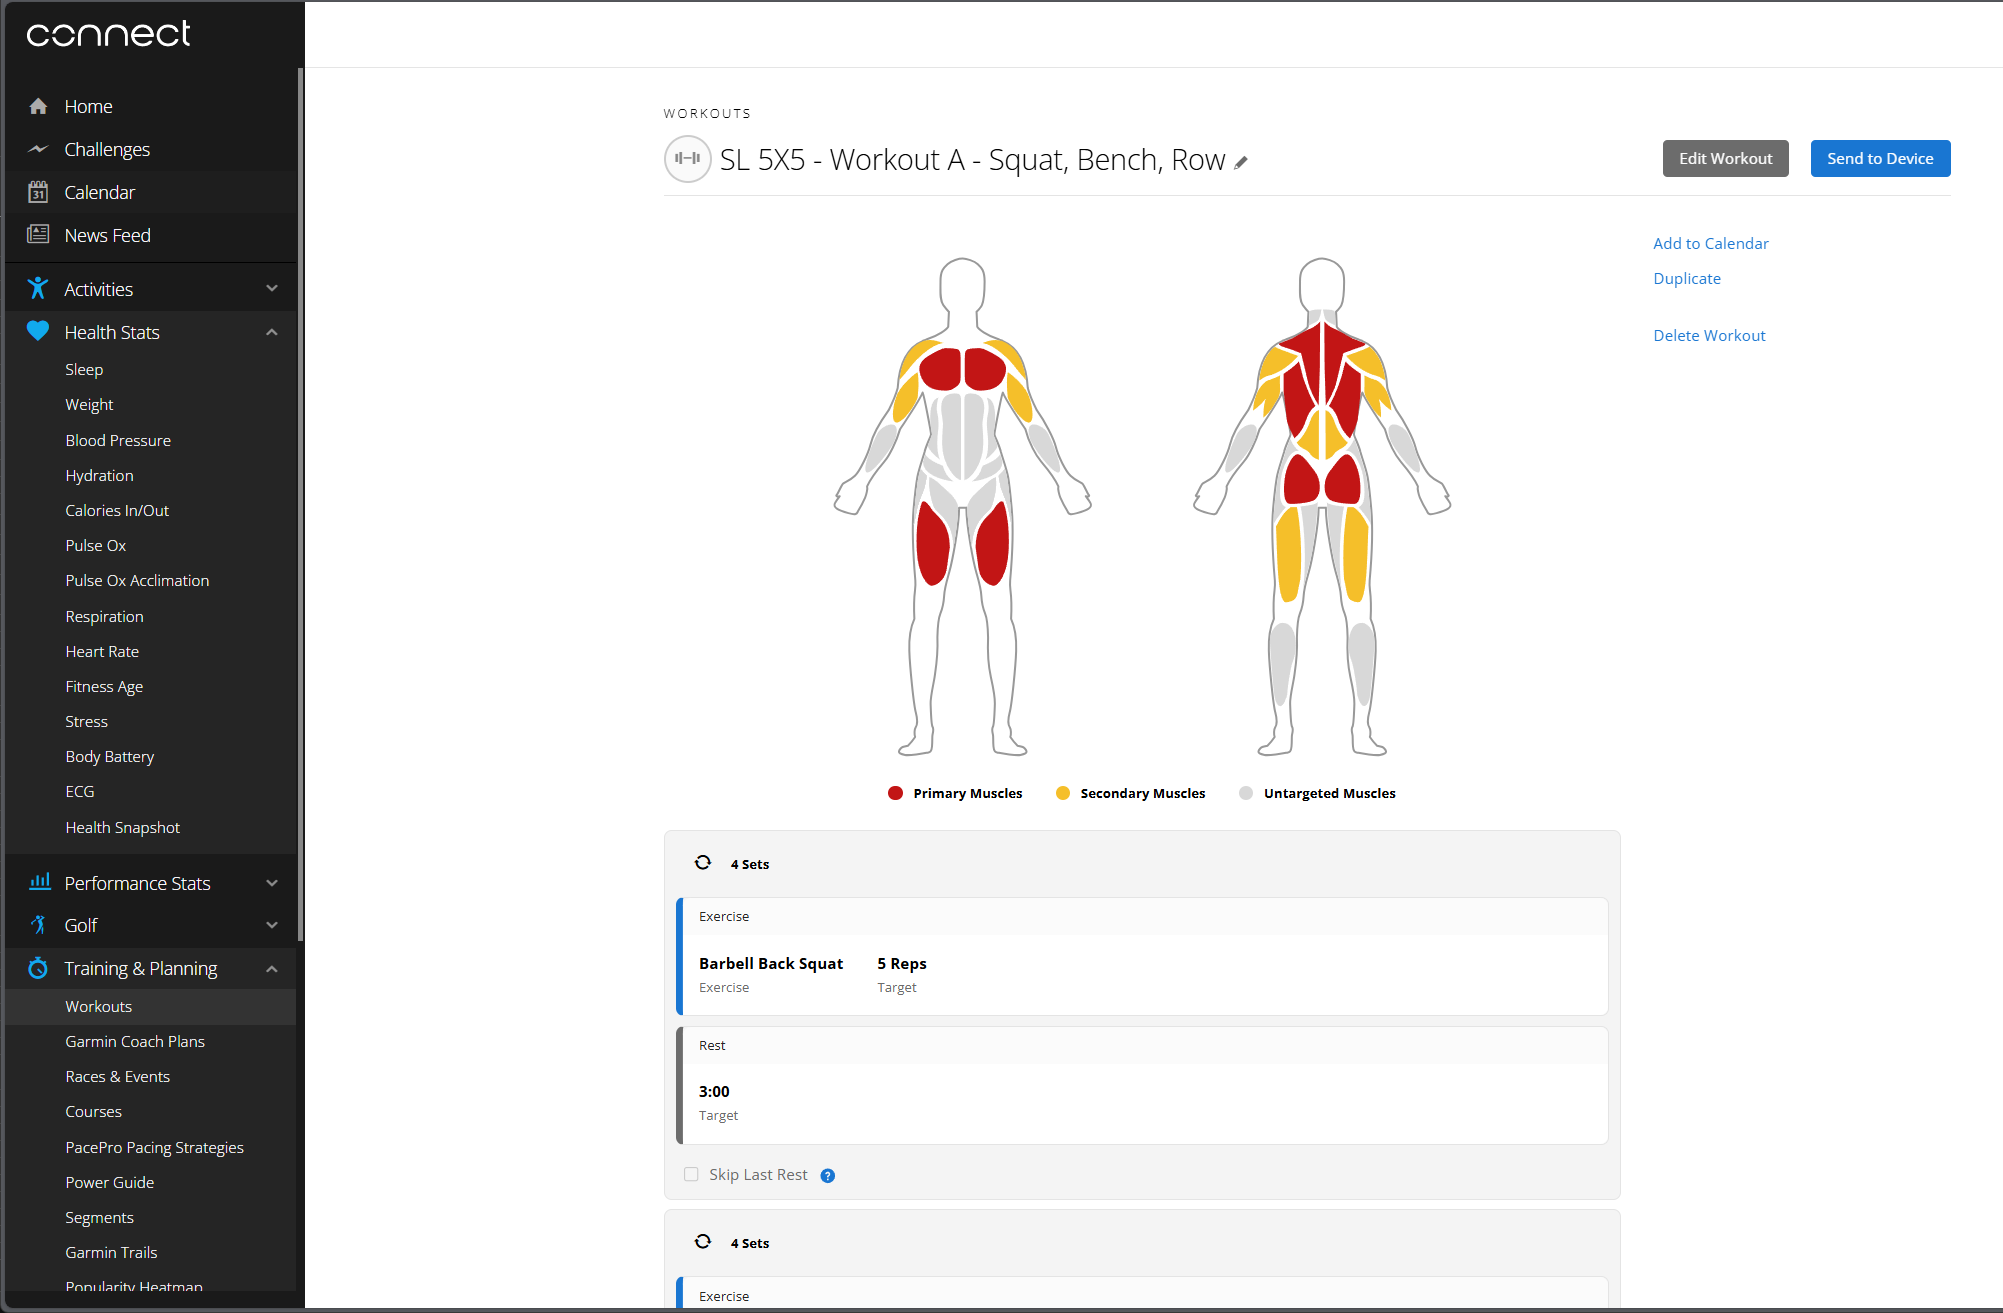 connect
Home
Challenges
31
Calendar
News Feed
Activities
Health Stats
Sleep
Weight
Blood Pressure
Hydration
Calories In/Out
Pulse Ox
Pulse Ox Acclimation
Respiration
Heart Rate
Fitness Age
Stress
Body Battery
ECG
Health Snapshot
Performance Stats
Golf
Training & Planning
Workouts
Garmin Coach Plans
Races & Events
Courses
PacePro Pacing Strategies
Power Guide
Segments
Garmin Trails
Popularity Heatmap
WORKOUTS
SL 5X5 - Workout A - Squat, Bench, Row
Edit Workout
Send to Device
Add to Calendar
Duplicate
Delete Workout
Primary Muscles
Secondary Muscles
Untargeted Muscles
4 Sets
Exercise
Barbell Back Squat
5 Reps
Exercise
Target
Rest
3:00
Target
Skip Last Rest ?
4 Sets
Exercise